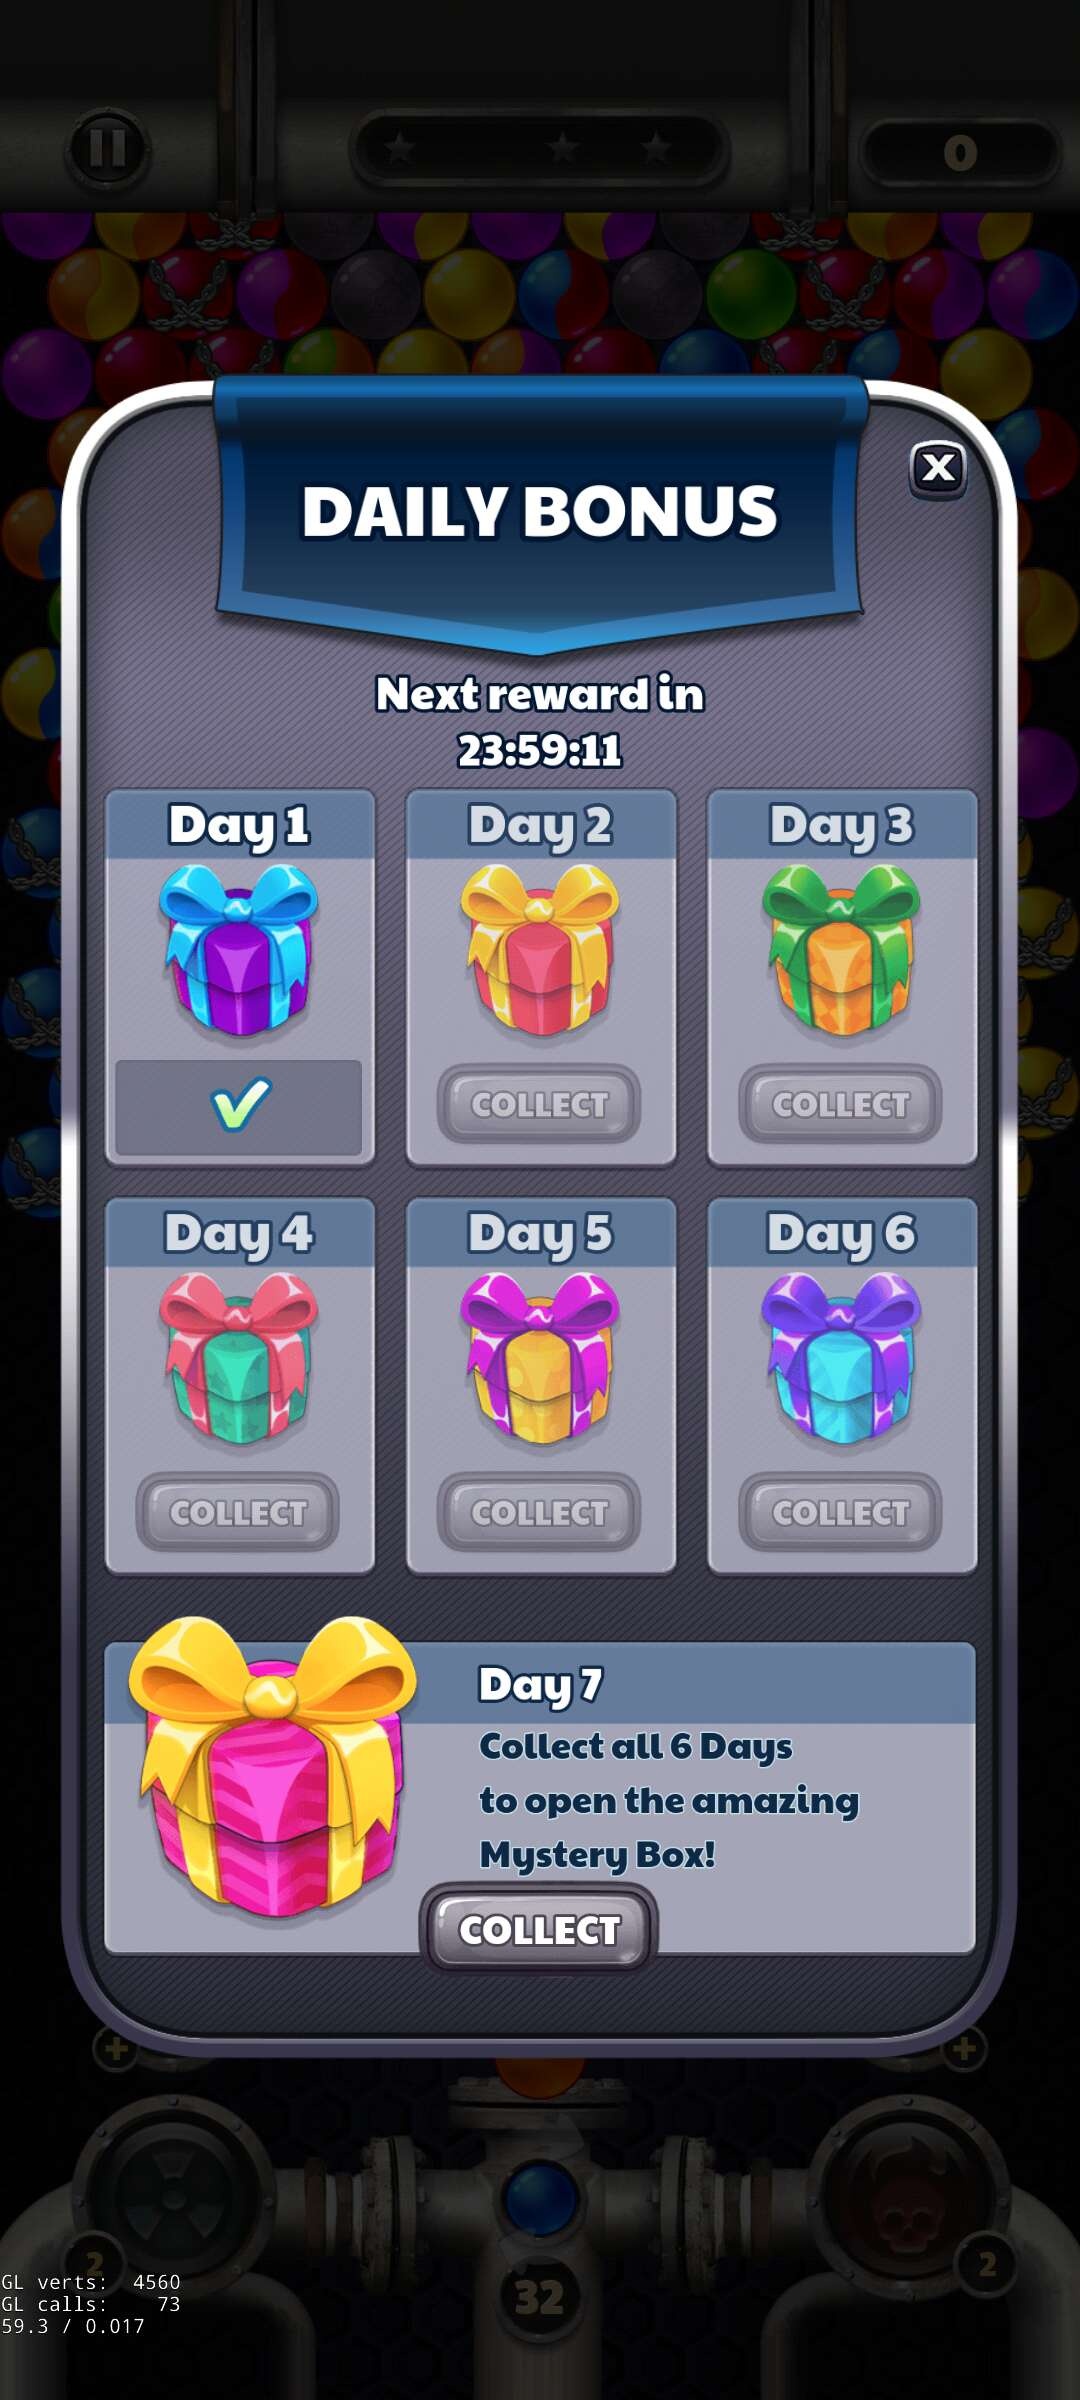 0
DAILY BONUS
X
Next reward in
23:59:11
Day 1
Day 2
Day 3
COLLECT
COLLECT
Day 4
Day 5
Day 6
COLLECT
COLLECT
COLLECT
Day 7
Collect all 6 Days
to open the amazing
Mystery Box!
COLLECT
2
2
32
GL verts: 4560
GL calls: 73
59.3 / 0.017